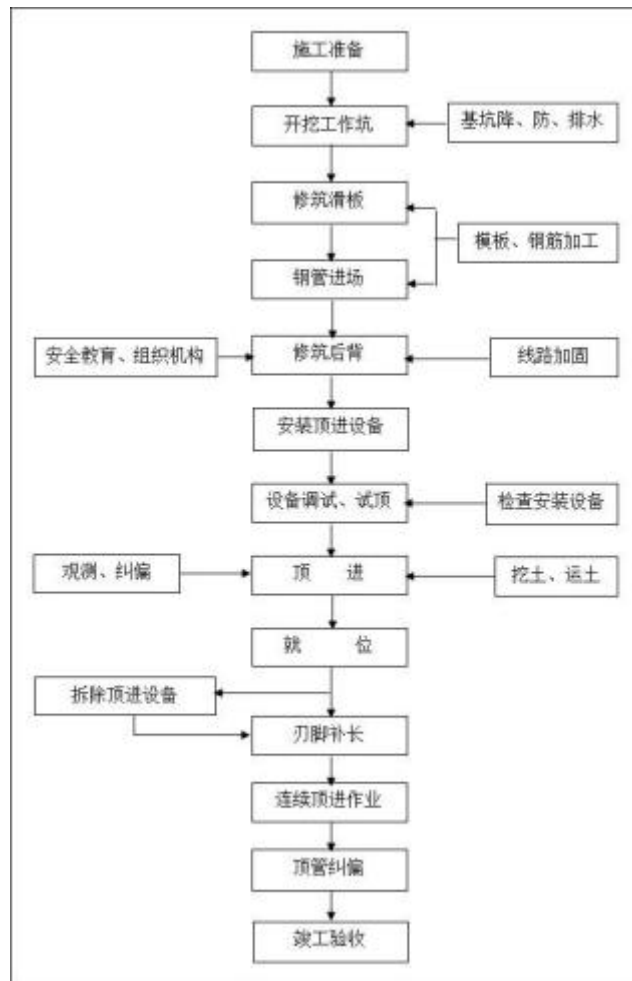 施工准备
开挖工作坑
基坑降、防、排水
修筑滑板
模板、钢筋加工
钢管进场
安全教育、组织机构
修筑后背
线路加固
安装顶进设备
设备调试、试顶
检查安装设备
观测、纠偏
顶 进
挖土、运土
就 位
拆除顶进设备
刃脚补长
连续顶进作业
顶管纠偏
竣工验收